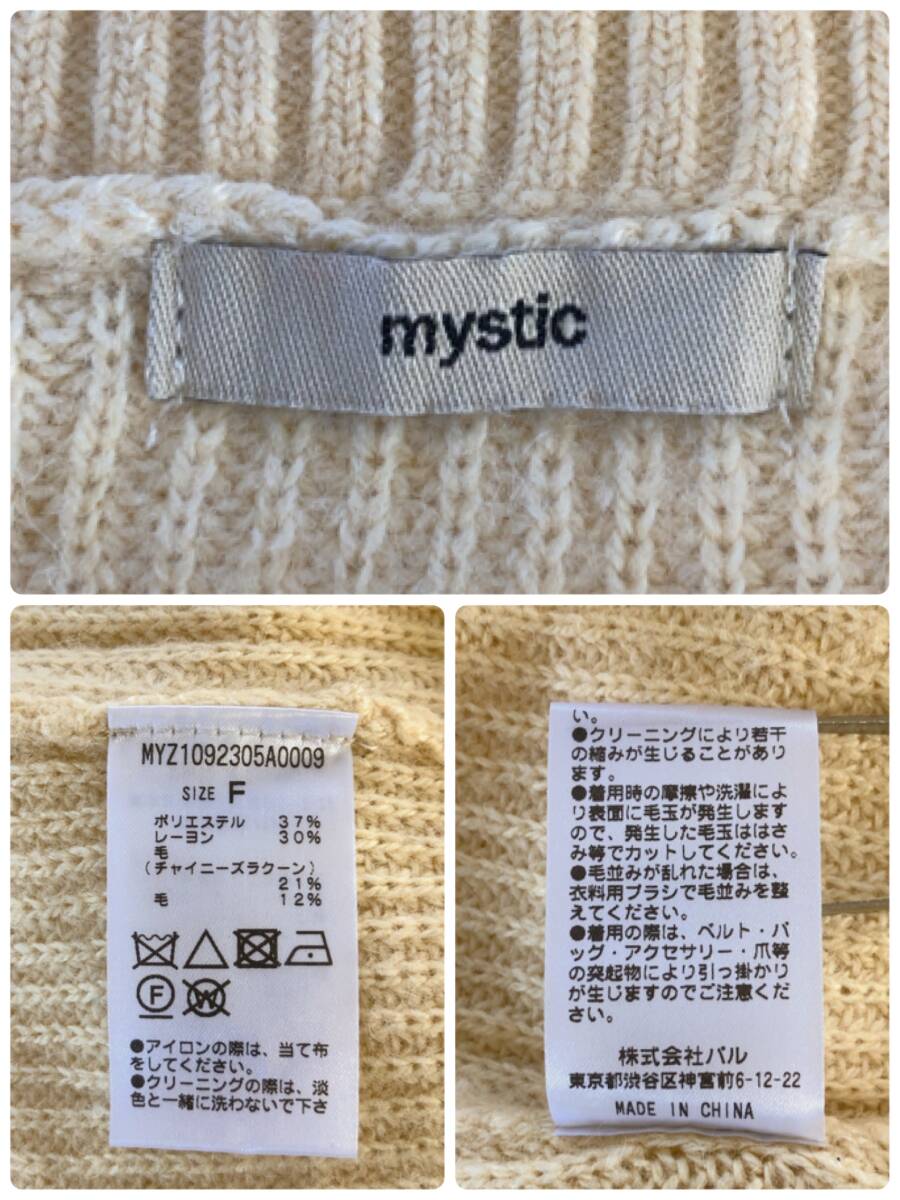 mystic
MYZ1092305A0009
SIZE F
ポリエステル 37%
レーヨン 30%
毛
(チャイニーズラクーン)
21%
毛 12%
F
W
●アイロンの際は、当て布
をしてください。
●クリーニングの際は、淡
色と一緒に洗わないで下さ
い。
●クリーニングにより若干
の縮みが生じることがあり
ます。
●着用時の摩擦や洗濯によ
り表面に毛玉が発生します
ので、発生した毛玉ははさ
み等でカットしてください。
●毛並みが乱れた場合は、
衣料用ブラシで毛並みを整
えてください。
●着用の際は、ベルト・バ
ッグ・アクセサリー・爪等
の突起物により引っ掛かり
が生じますのでご注意くだ
さい。
株式会社パル
東京都渋谷区神宮前6-12-22
MADE IN CHINA